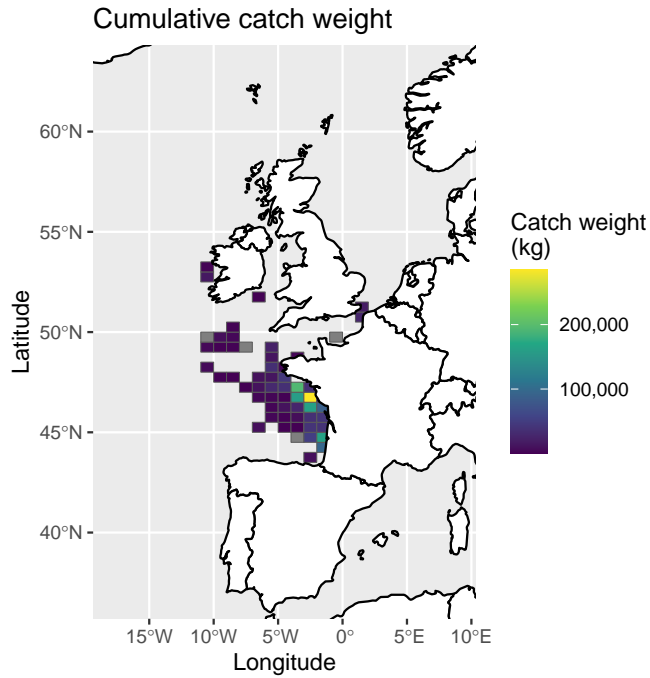 Cumulative catch weight
60°N
55°N
50°N
45°N
40°N
Latitude
15°W
10°W
5°W
0°
5°E
10°E
Longitude
Catch weight
(kg)
200,000
100,000